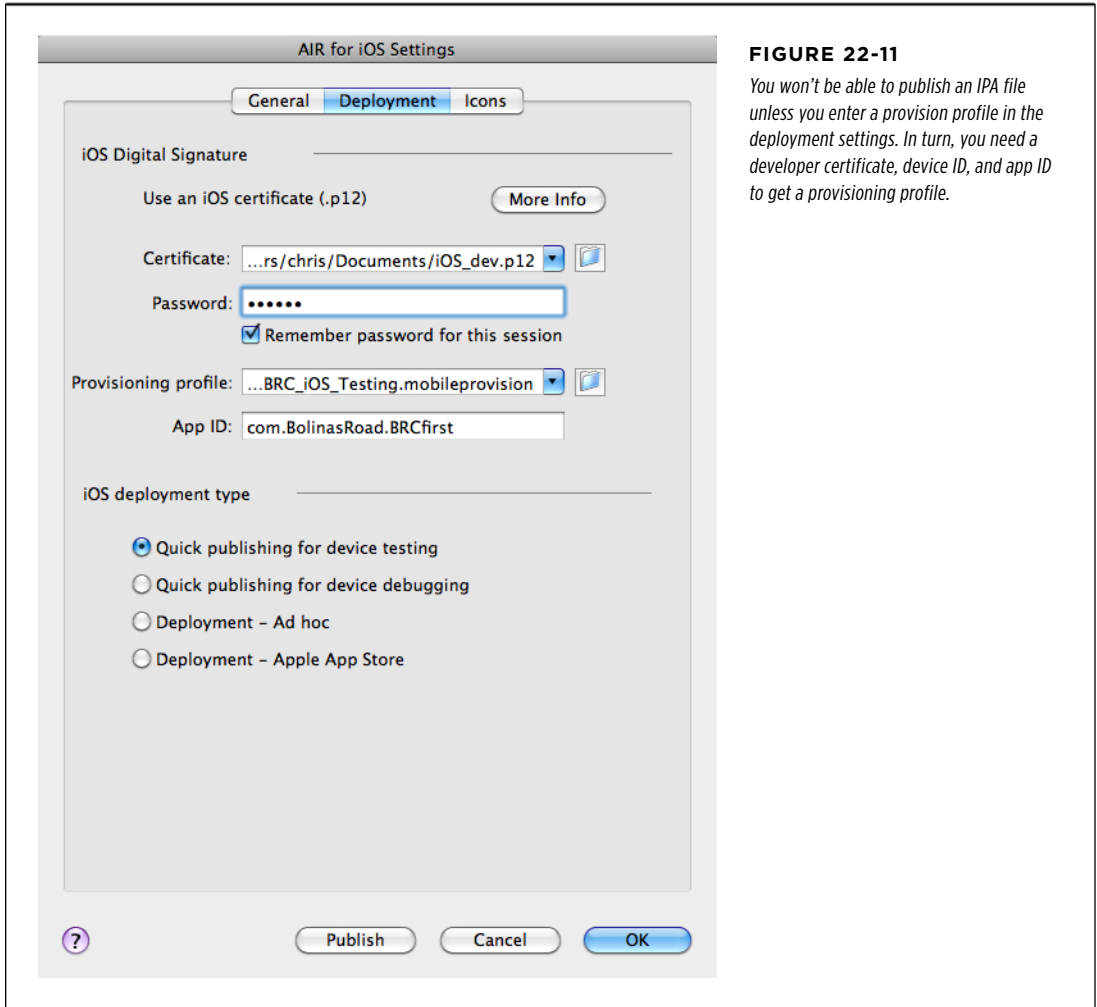 AIR for iOS Settings
General Deployment Icons
iOS Digital Signature
Use an iOS certificate (.p12) More Info
Certificate: ...rs/chris/Documents/iOS_dev.p12
Password: ••••••
Remember password for this session
Provisioning profile: ...BRC_iOS_Testing.mobileprovision
App ID: com.BolinasRoad.BRCfirst
iOS deployment type
Quick publishing for device testing
Quick publishing for device debugging
Deployment – Ad hoc
Deployment – Apple App Store
? Publish Cancel OK
FIGURE 22-11
You won't be able to publish an IPA file
unless you enter a provision profile in the
deployment settings. In turn, you need a
developer certificate, device ID, and app ID
to get a provisioning profile.